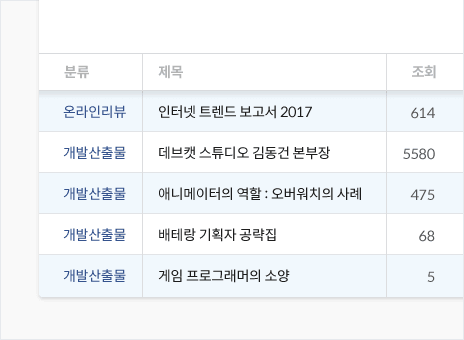 분류 제목 조회
온라인리뷰 인터넷 트렌드 보고서 2017 614
개발산출물 데브캣 스튜디오 김동건 본부장 5580
개발산출물 애니메이터의 역할 : 오버워치의 사례 475
개발산출물 배테랑 기획자 공략집 68
개발산출물 게임 프로그래머의 소양 5